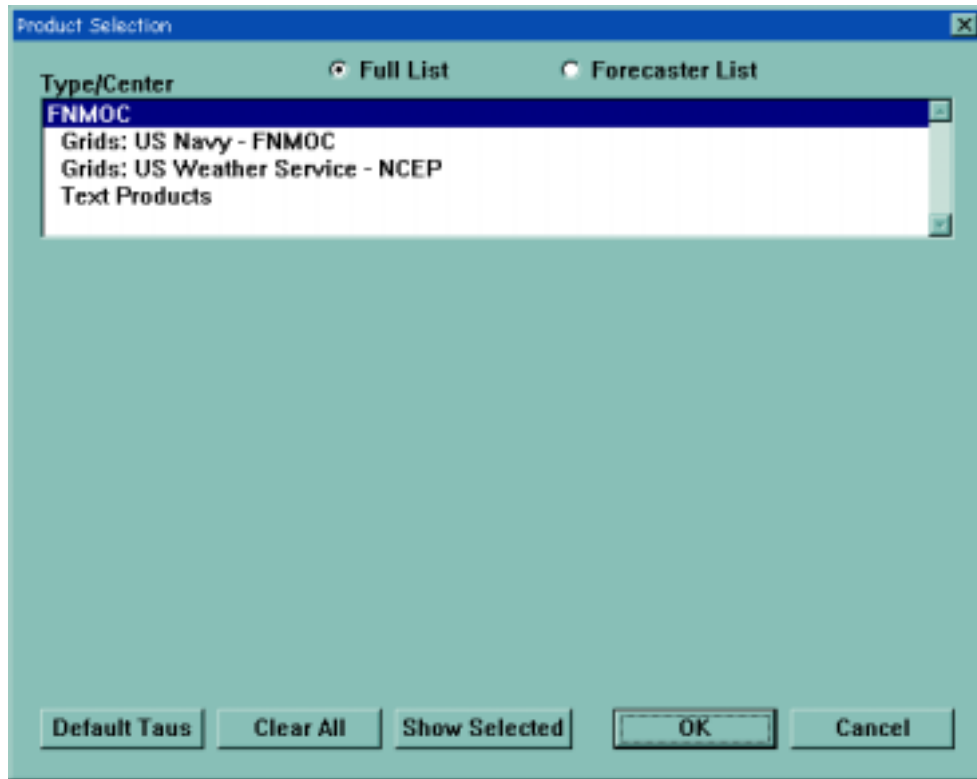 Product Selection
Full List
Forecaster List
Type/Center
FNMOC
Grids: US Navy - FNMOC
Grids: US Weather Service - NCEP
Text Products
Default Taus
Clear All
Show Selected
OK
Cancel